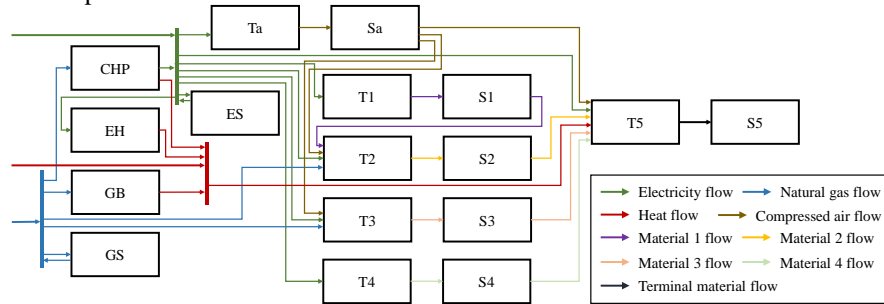 Ta
Sa
CHP
T1
S1
ES
T5
S5
EH
T2
S2
GB
T3
S3
GS
T4
S4
Electricity flow
Natural gas flow
Heat flow
Compressed air flow
Material 1 flow
Material 2 flow
Material 3 flow
Material 4 flow
Terminal material flow